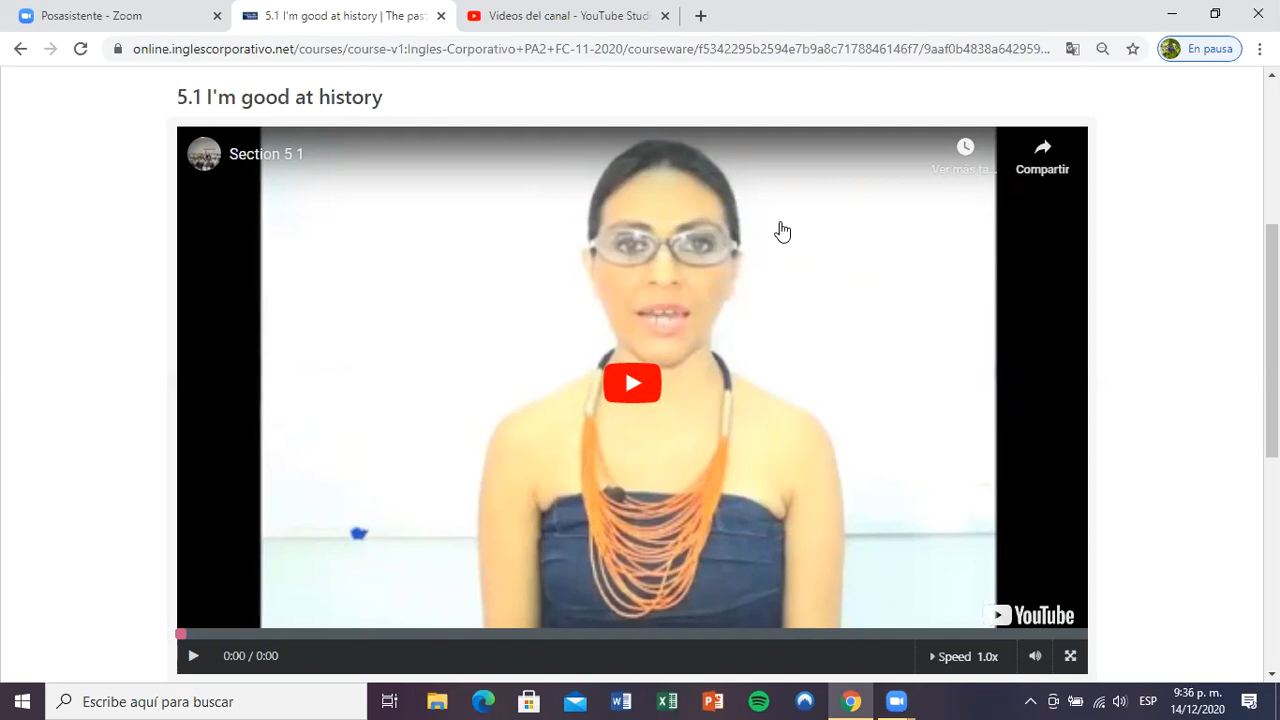 Posasistente - Zoom
5.1 I'm good at history | The pas
Videos del canal - YouTube Studi
online.inglescorporativo.net/courses/course-v1:Ingles-Corporativo+PA2+FC-11-2020/courseware/f5342295b2594e7b9a8c7178846146f7/9aaf0b4838a642959...
En pausa
5.1 I'm good at history
Section 5 1
Ver más ta...
Compartir
YouTube
0:00 / 0:00
Speed 1.0x
Escribe aquí para buscar
ESP
9:36 p. m.
14/12/2020